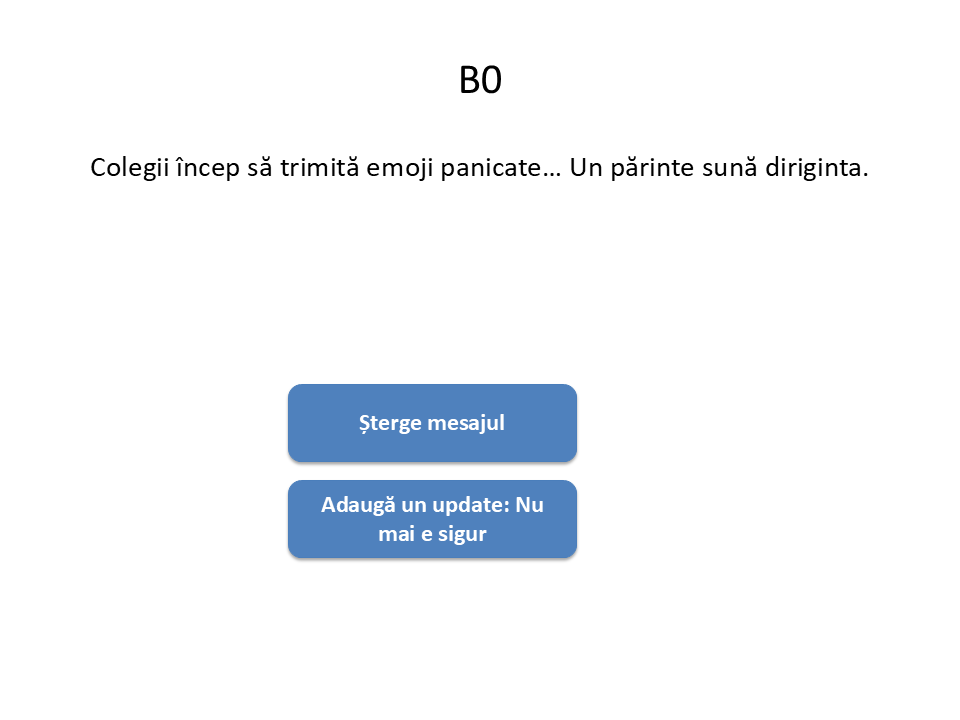 B0
Colegii încep să trimită emoji panicate… Un părinte sună diriginta.
Șterge mesajul
Adaugă un update: Nu
mai e sigur